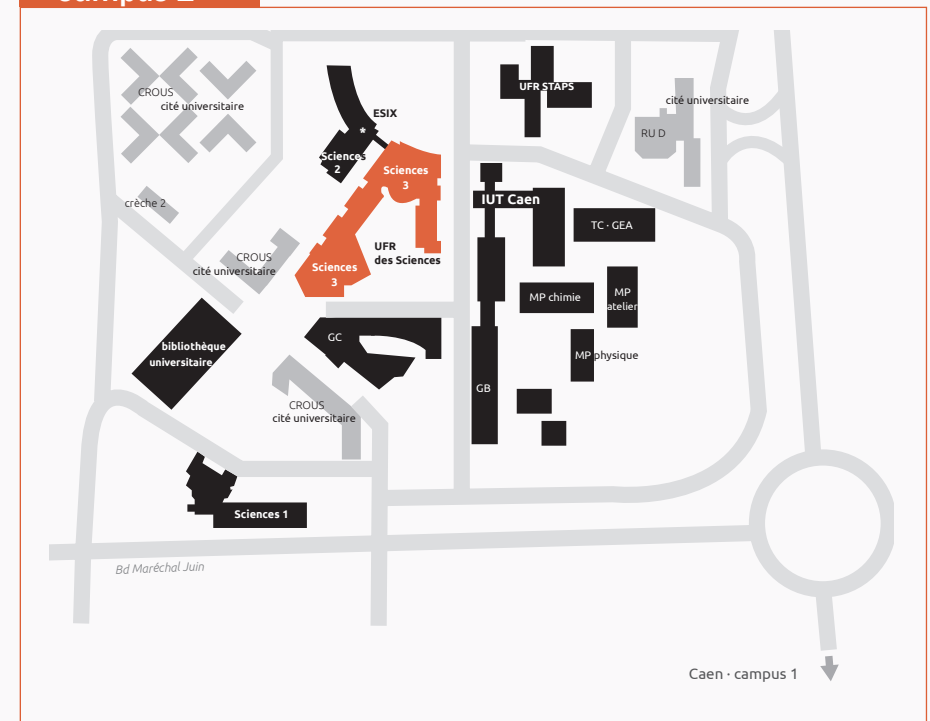 campus 2
CROUS
cité universitaire
ESIX
*
Sciences
2
Sciences
3
UFR STAPS
cité universitaire
RU D
crèche 2
IUT Caen
TC · GEA
CROUS
cité universitaire
UFR
des Sciences
Sciences
3
MP chimie
MP
atelier
bibliothèque
universitaire
GC
MP physique
GB
CROUS
cité universitaire
Sciences 1
Bd Maréchal Juin
Caen · campus 1